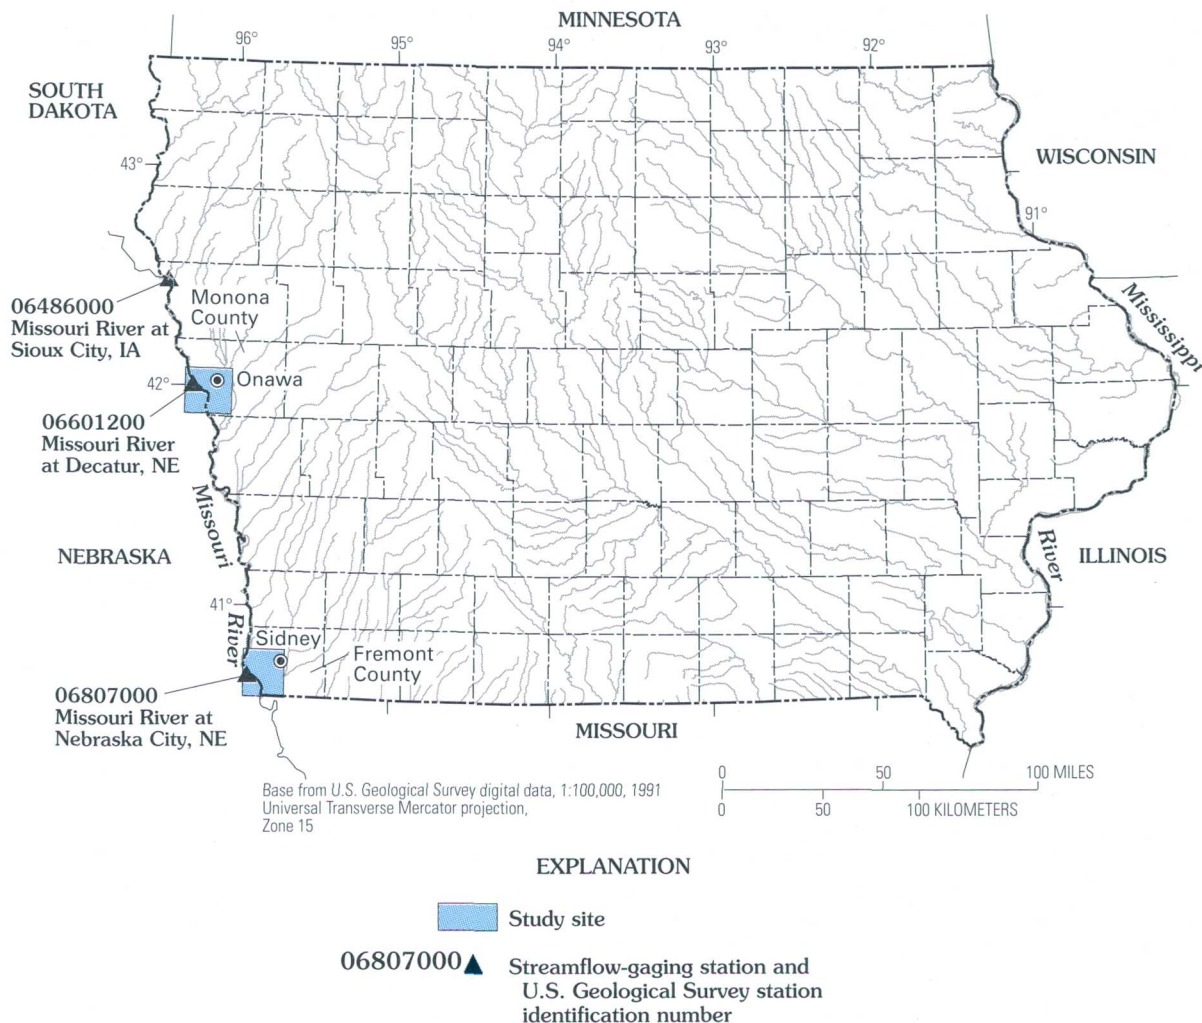 MINNESOTA
96°
95°
94°
93°
92°
SOUTH
DAKOTA
43°
WISCONSIN
91°
06486000
Missouri River at
Sioux City, IA
Monona
County
Mississippi
42°
Onawa
06601200
Missouri River
at Decatur, NE
Missouri
NEBRASKA
River
ILLINOIS
41°
River
Sidney
Fremont
County
06807000
Missouri River at
Nebraska City, NE
MISSOURI
0 50 100 MILES
0 50 100 KILOMETERS
Base from U.S. Geological Survey digital data, 1:100,000, 1991
Universal Transverse Mercator projection,
Zone 15
EXPLANATION
Study site
06807000
Streamflow-gaging station and
U.S. Geological Survey station
identification number